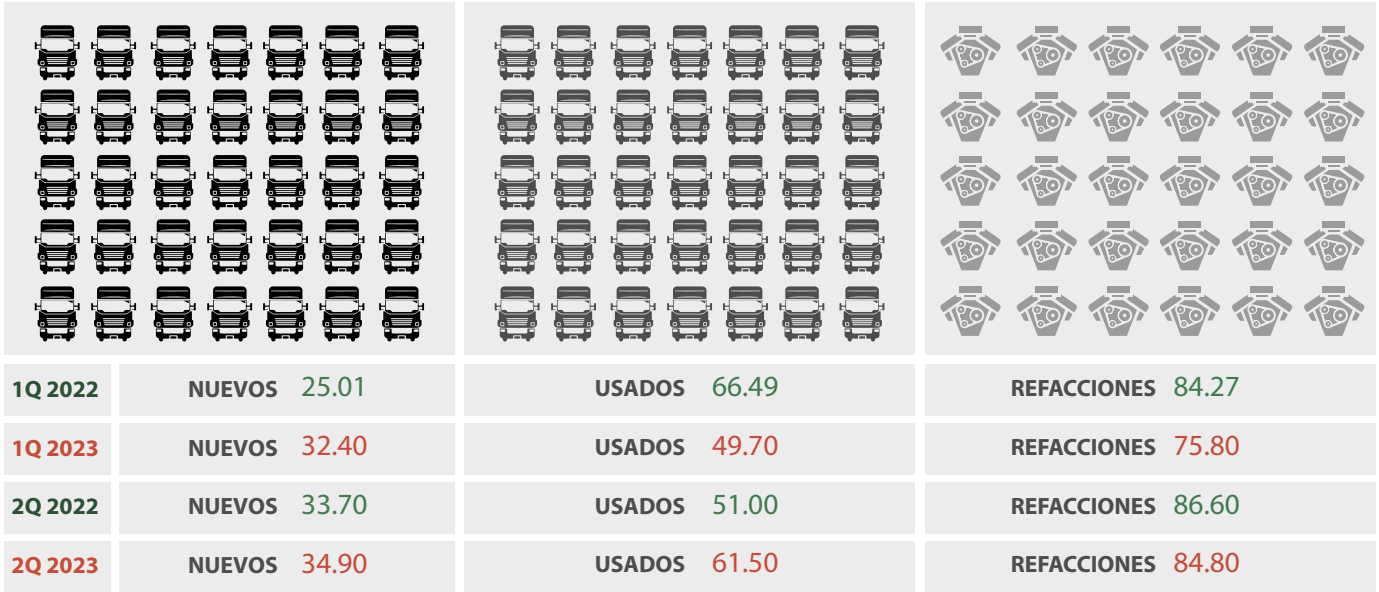 1Q 2022 NUEVOS 25.01 USADOS 66.49 REFACCIONES 84.27
1Q 2023 NUEVOS 32.40 USADOS 49.70 REFACCIONES 75.80
2Q 2022 NUEVOS 33.70 USADOS 51.00 REFACCIONES 86.60
2Q 2023 NUEVOS 34.90 USADOS 61.50 REFACCIONES 84.80